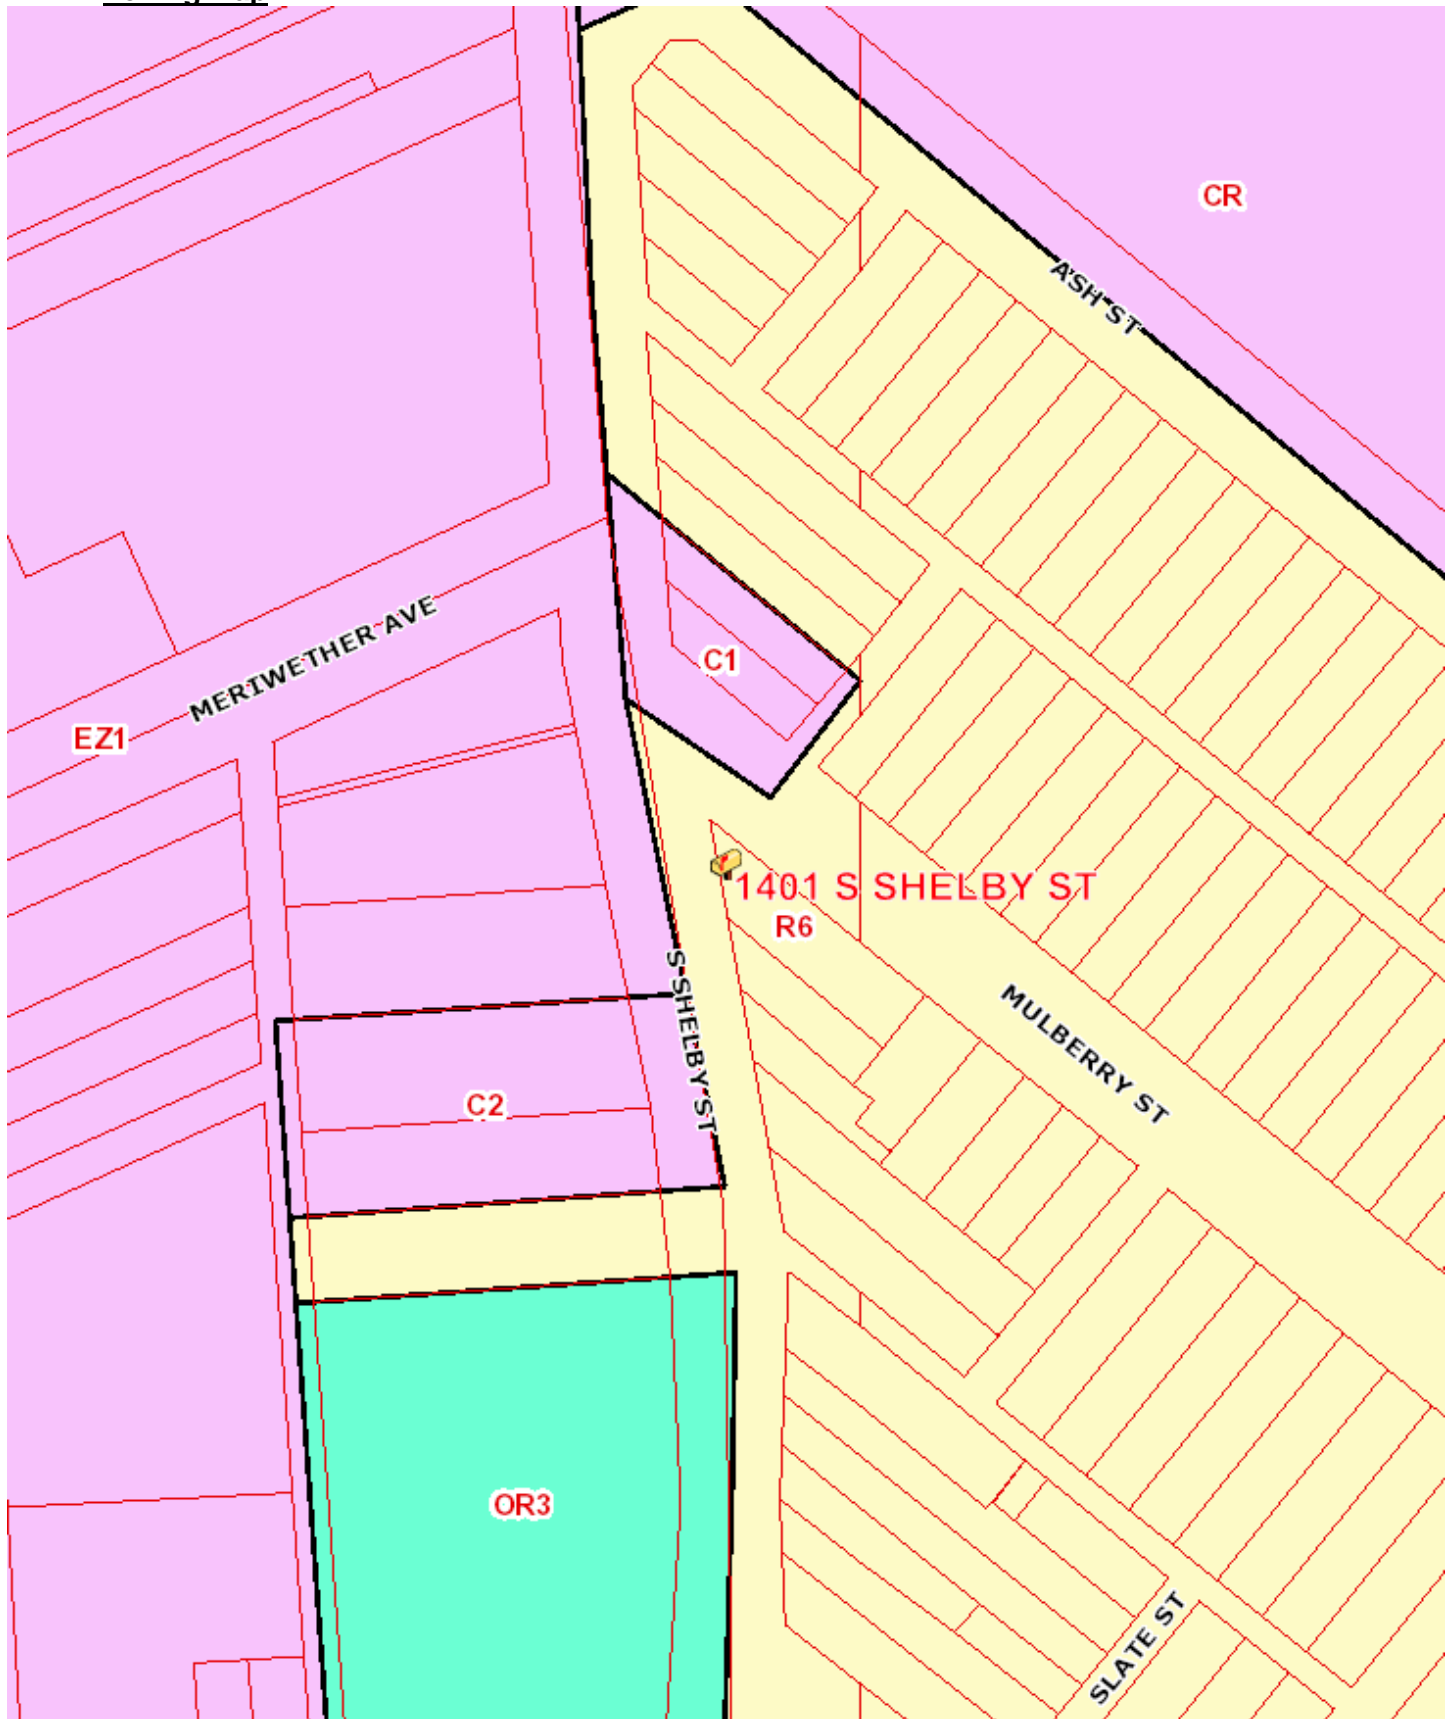 CR
ASH ST
MERIWETHER AVE
C1
EZ1
1401 S SHELBY ST
R6
S SHELBY ST
MULBERRY ST
C2
OR3
SLATE ST